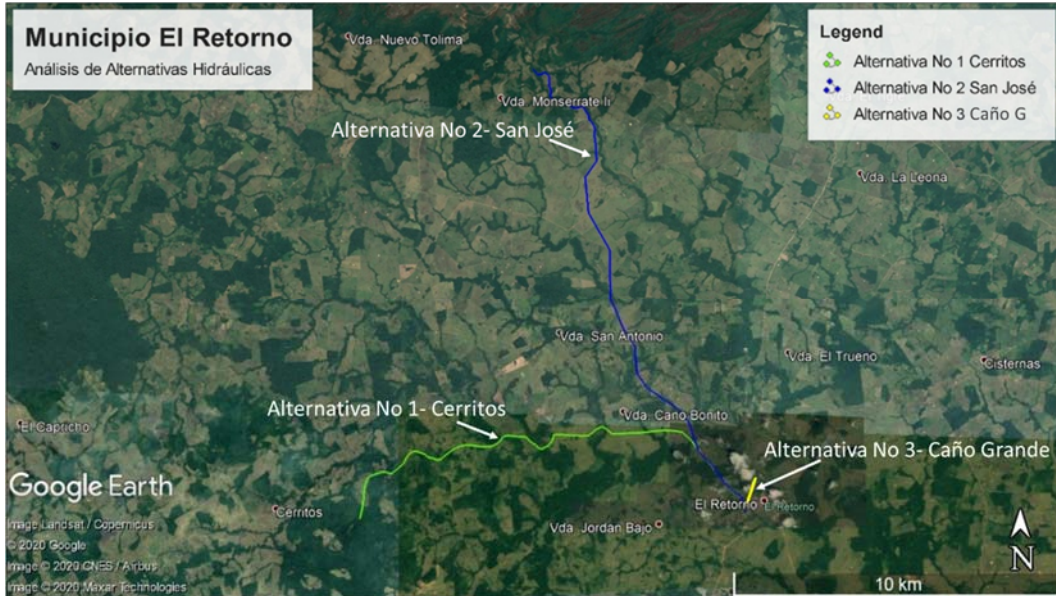 Municipio El Retorno
Análisis de Alternativas Hidráulicas
Legend
Alternativa No 1 Cerritos
Alternativa No 2 San José
Alternativa No 3 Caño G
Vda. Nuevo Tolima
Vda. Monserrate Ii
Alternativa No 2- San José
Vda. La Leona
Vda. San Antonio
Vda. El Trueno
Cisternas
Alternativa No 1- Cerritos
Vda. Cano Bonito
El Capricho
Alternativa No 3- Caño Grande
Google Earth
El Retorno
El Retorno
Cerritos
Vda. Jordan Bajo
Image Landsat / Copernicus
© 2020 Google
Image © 2020 CNES / Airbus
Image © 2020 Maxar Technologies
N
10 km